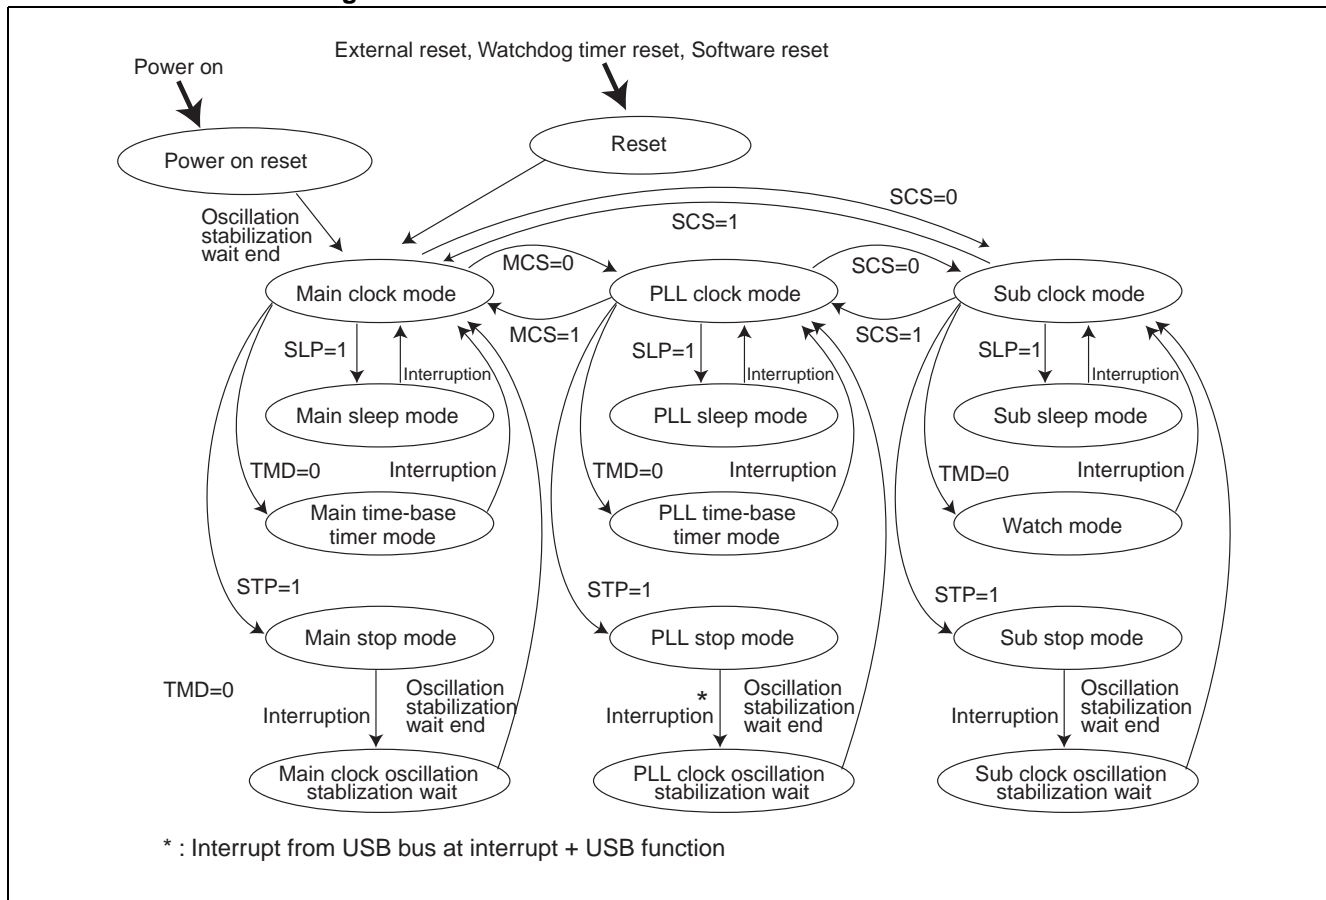 External reset, Watchdog timer reset, Software reset
Power on
Power on reset
Reset
Oscillation
stabilization
wait end
SCS=0
SCS=1
MCS=0
SCS=0
Main clock mode
PLL clock mode
Sub clock mode
MCS=1
SCS=1
SLP=1
Interruption
SLP=1
Interruption
SLP=1
Interruption
Main sleep mode
PLL sleep mode
Sub sleep mode
TMD=0
Interruption
TMD=0
Interruption
TMD=0
Interruption
Main time-base
timer mode
PLL time-base
timer mode
Watch mode
STP=1
STP=1
STP=1
Main stop mode
PLL stop mode
Sub stop mode
TMD=0
Interruption
Oscillation
stabilization
wait end
*
Interruption
Oscillation
stabilization
wait end
Interruption
Oscillation
stabilization
wait end
Main clock oscillation
stablization wait
PLL clock oscillation
stabilization wait
Sub clock oscillation
stabilization wait
* : Interrupt from USB bus at interrupt + USB function